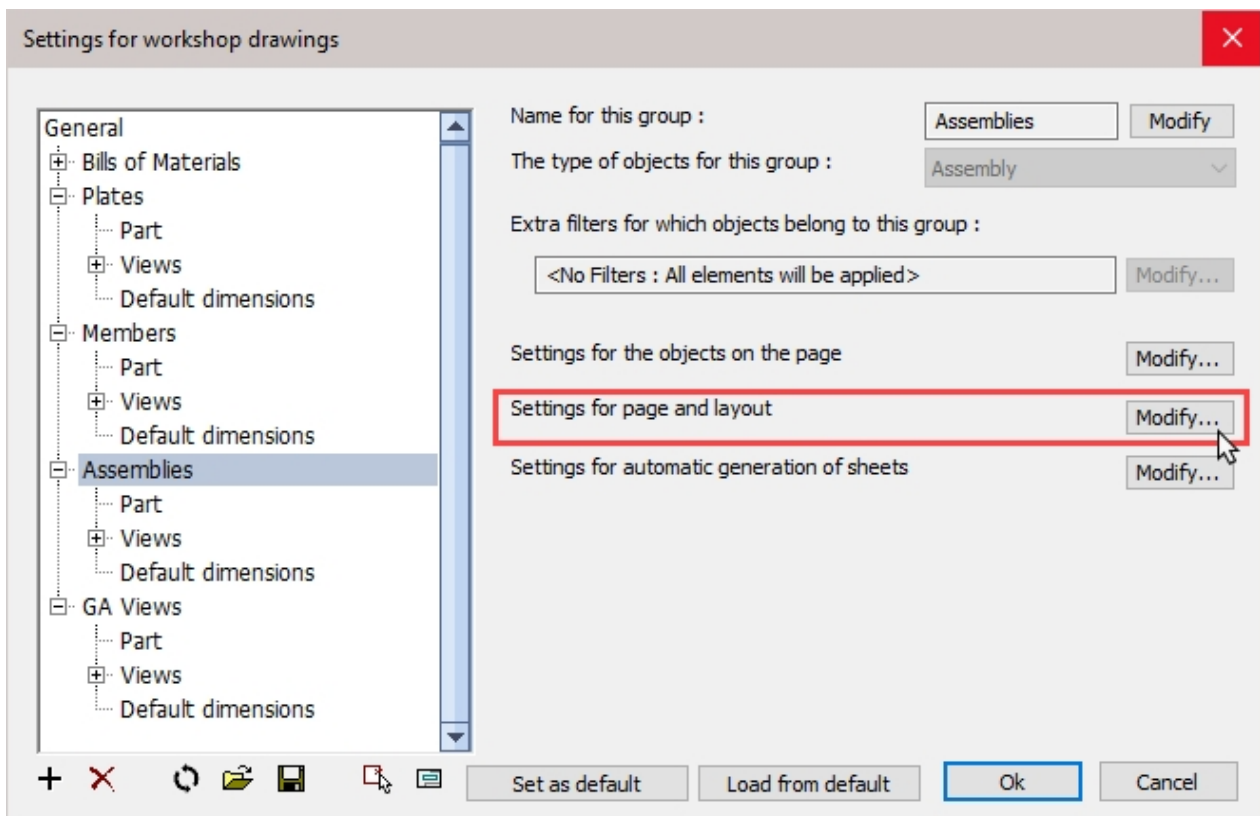 Settings for workshop drawings
General
Bills of Materials
Plates
Part
Views
Default dimensions
Members
Part
Views
Default dimensions
Assemblies
Part
Views
Default dimensions
GA Views
Part
Views
Default dimensions
Name for this group :
Assemblies
Modify
The type of objects for this group :
Assembly
Extra filters for which objects belong to this group :
<No Filters : All elements will be applied>
Modify...
Settings for the objects on the page
Modify...
Settings for page and layout
Modify...
Settings for automatic generation of sheets
Modify...
Set as default
Load from default
Ok
Cancel